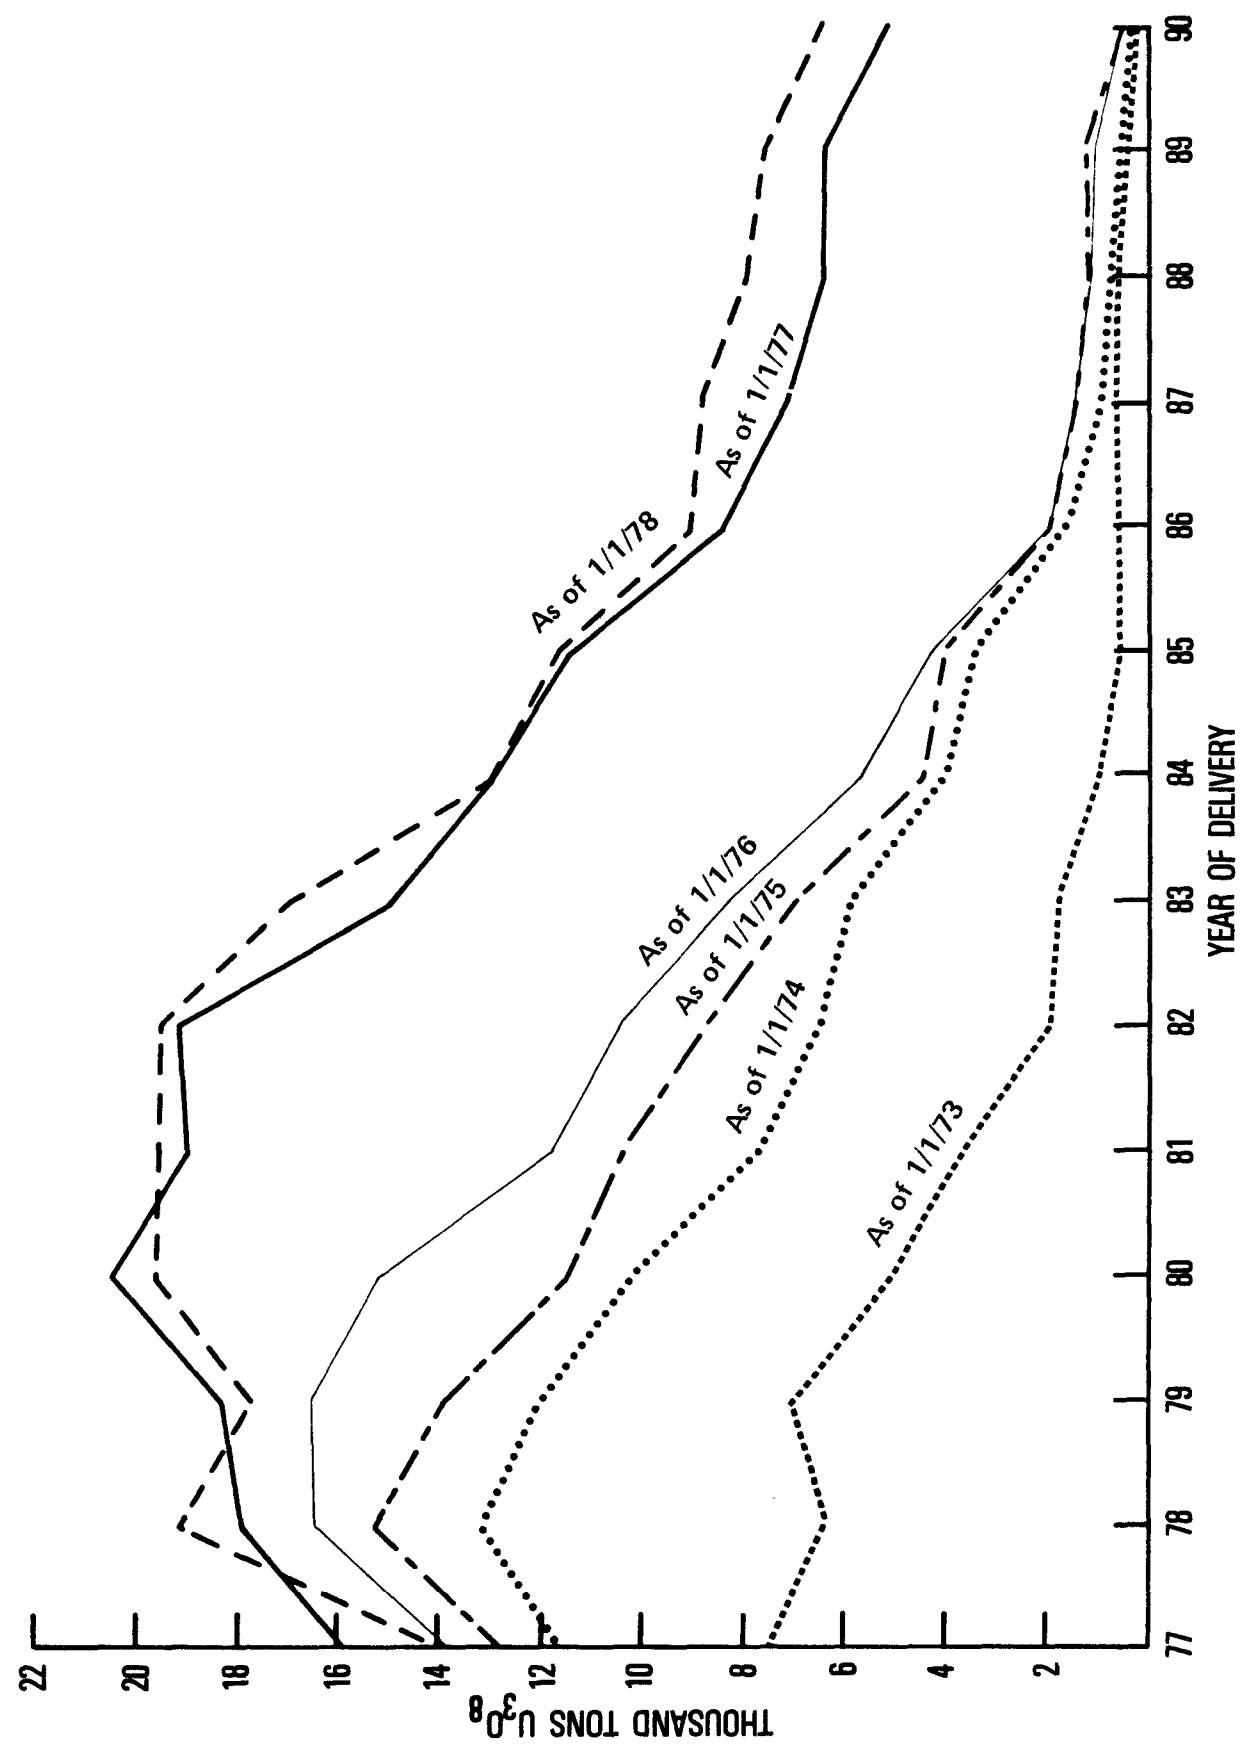 THOUSAND TONS U3O8
22
20
18
16
14
12
10
8
6
4
2
As of 1/1/78
As of 1/1/77
As of 1/1/76
As of 1/1/75
As of 1/1/74
As of 1/1/73
77 78 79 80 81 82 83 84 85 86 87 88 89 90
YEAR OF DELIVERY